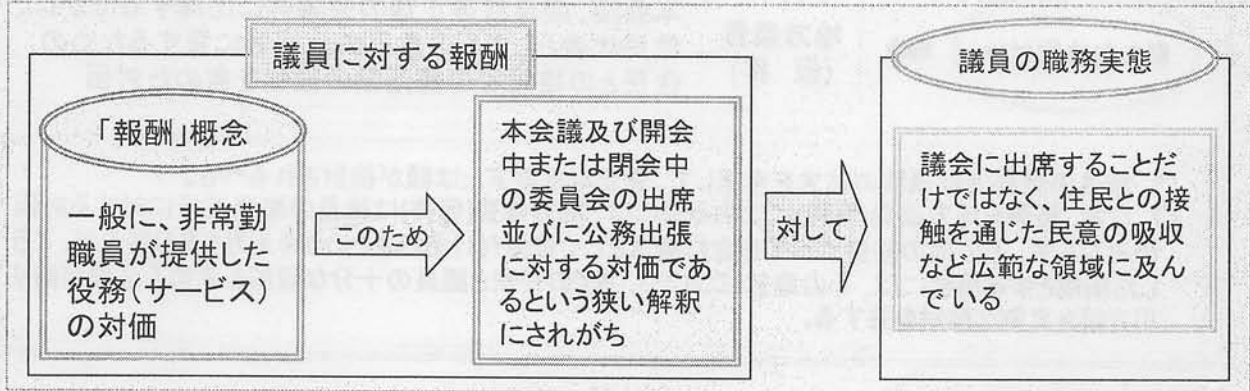 議員に対する報酬
「報酬」概念
一般に、非常勤
職員が提供した
役務(サービス)
の対価
このため
本会議及び開会
中または閉会中
の委員会の出席
並びに公務出張
に対する対価であ
るという狭い解釈
にされがち
対して
議員の職務実態
議会に出席することだ
けではなく、住民との接
触を通じた民意の吸収
など広範な領域に及ん
でいる